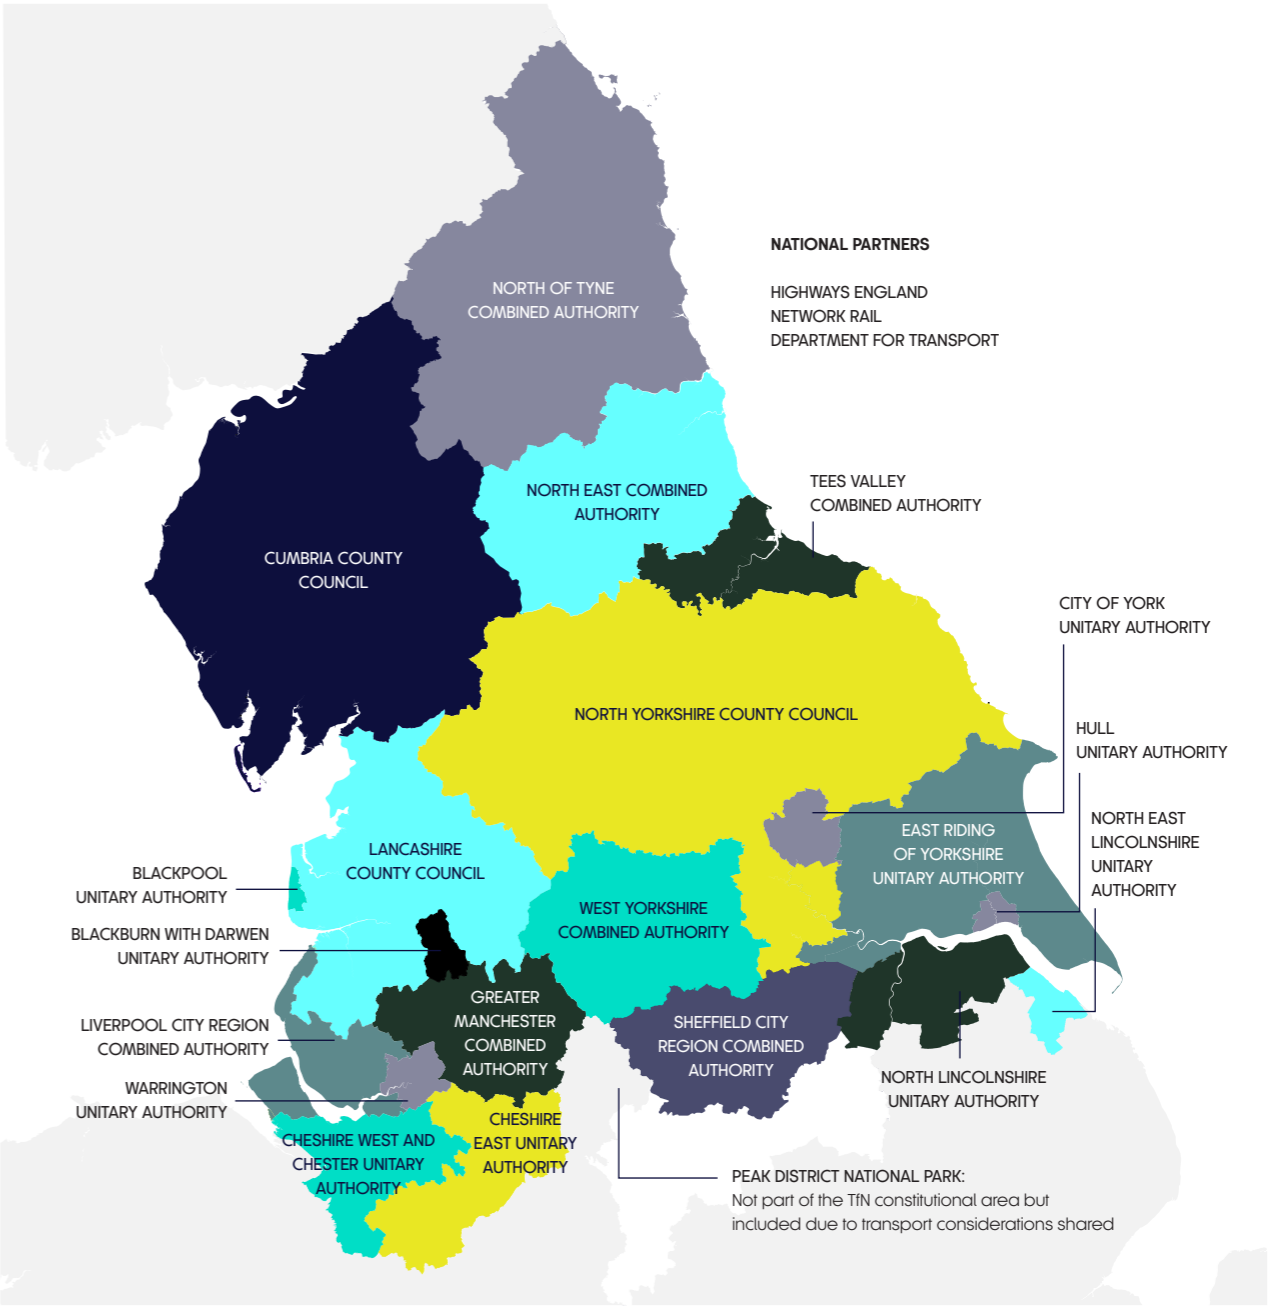 NATIONAL PARTNERS
HIGHWAYS ENGLAND
NETWORK RAIL
DEPARTMENT FOR TRANSPORT
NORTH OF TYNE
COMBINED AUTHORITY
NORTH EAST COMBINED
AUTHORITY
TEES VALLEY
COMBINED AUTHORITY
CUMBRIA COUNTY
COUNCIL
CITY OF YORK
UNITARY AUTHORITY
NORTH YORKSHIRE COUNTY COUNCIL
HULL
UNITARY AUTHORITY
NORTH EAST
LINCOLNSHIRE
UNITARY
AUTHORITY
EAST RIDING
OF YORKSHIRE
UNITARY AUTHORITY
LANCASHIRE
COUNTY COUNCIL
BLACKPOOL
UNITARY AUTHORITY
WEST YORKSHIRE
COMBINED AUTHORITY
BLACKBURN WITH DARWEN
UNITARY AUTHORITY
GREATER
MANCHESTER
COMBINED
AUTHORITY
SHEFFIELD CITY
REGION COMBINED
AUTHORITY
LIVERPOOL CITY REGION
COMBINED AUTHORITY
NORTH LINCOLNSHIRE
UNITARY AUTHORITY
WARRINGTON
UNITARY AUTHORITY
CHESHIRE
EAST UNITARY
AUTHORITY
CHESHIRE WEST AND
CHESTER UNITARY
AUTHORITY
PEAK DISTRICT NATIONAL PARK:
Not part of the TfN constitutional area but
included due to transport considerations shared